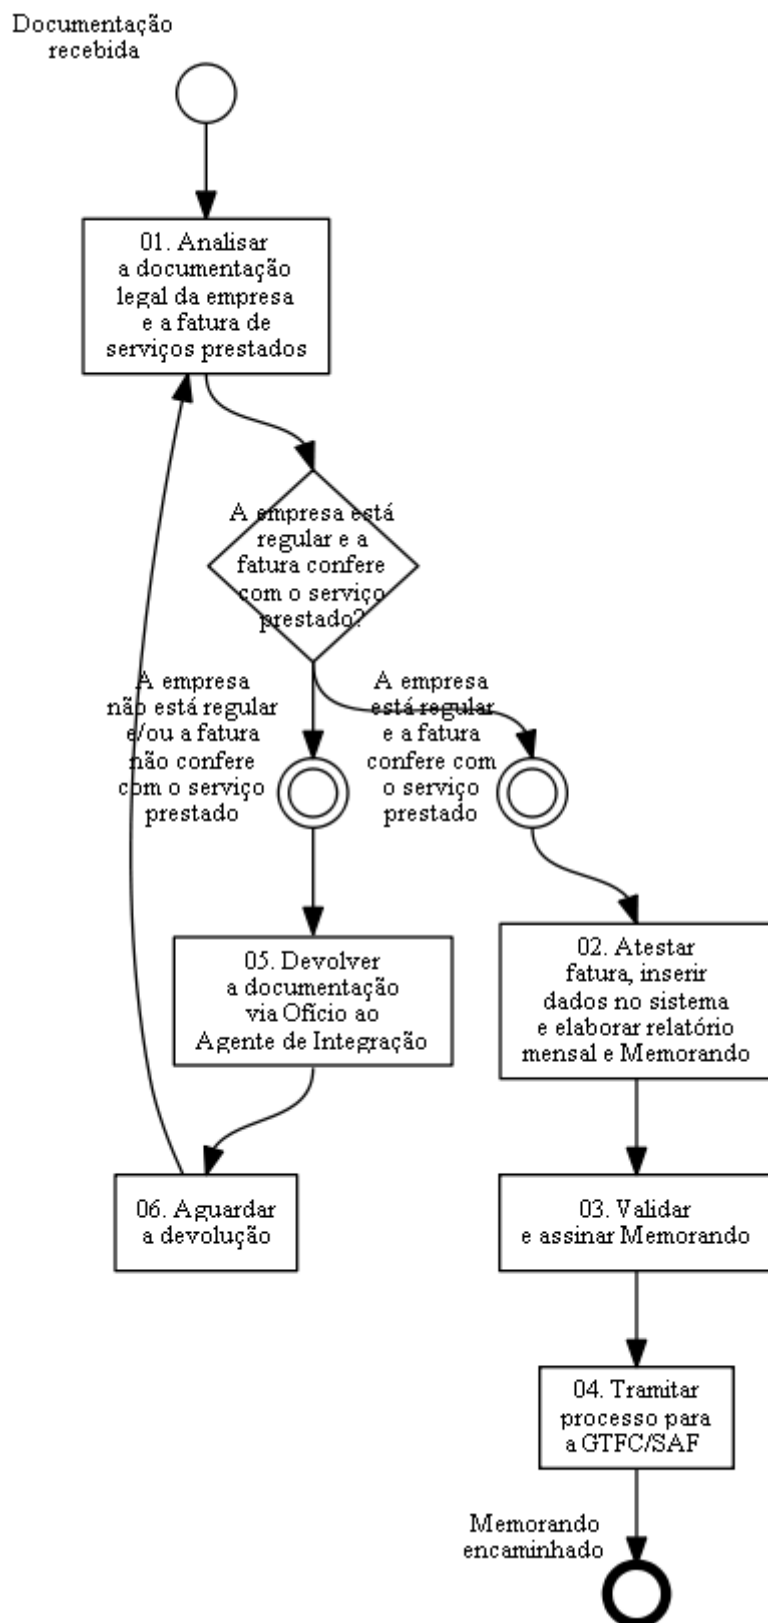 Documentação
recebida
01. Analisar
a documentação
legal da empresa
e a fatura de
serviços prestados
A empresa está
regular e a
fatura confere
com o serviço
prestado?
A empresa
não está regular
e/ou a fatura
não confere
com o serviço
prestado
A empresa
está regular
e a fatura
confere com
o serviço
prestado
05. Devolver
a documentação
via Ofício ao
Agente de Integração
02. Atestar
fatura, inserir
dados no sistema
e elaborar relatório
mensal e Memorando
06. Aguardar
a devolução
03. Validar
e assinar Memorando
04. Tramitar
processo para
a GTFC/SAF
Memorando
encaminhado